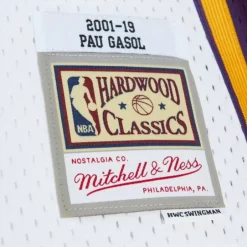 2001-19
PAU GASOL
HARDWOOD
NBA
CLASSICS
NOSTALGIA CO.
Mitchell & Ness
PHILADELPHIA, PA.
HWC SWINGMAN